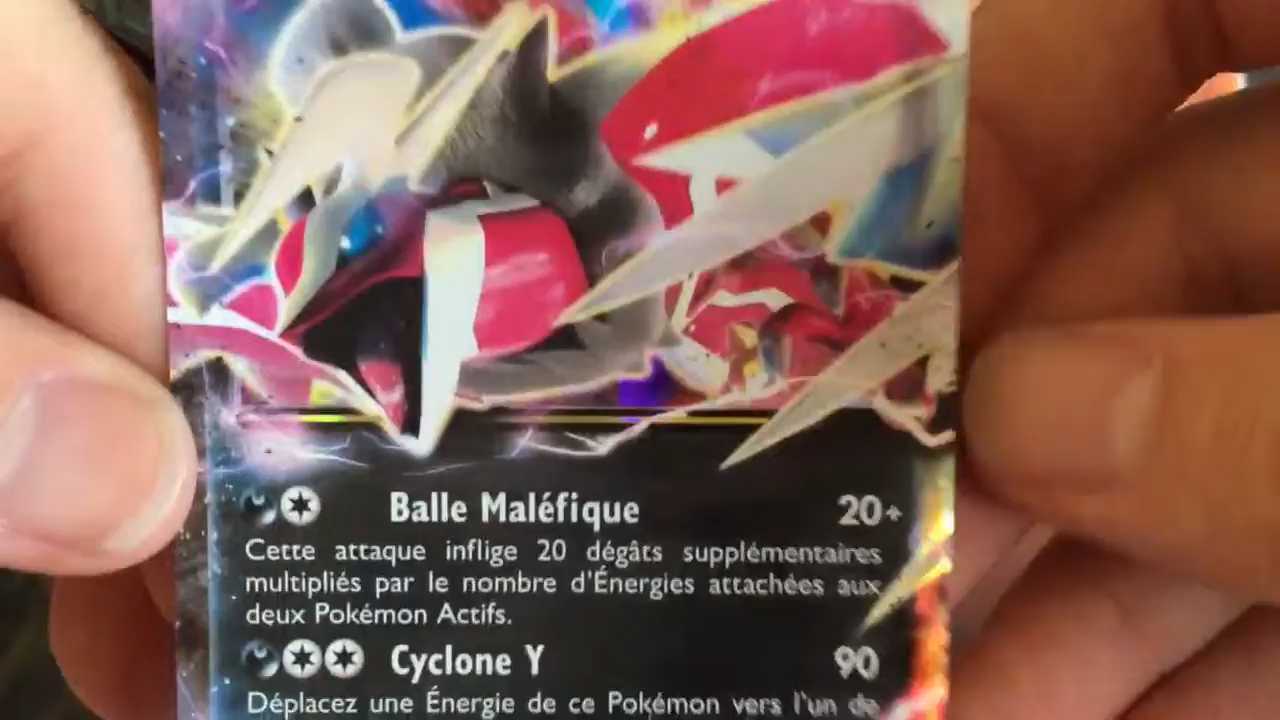 Balle Maléfique 20+
Cette attaque inflige 20 dégâts supplémentaires
multipliés par le nombre d'Énergies attachées aux
deux Pokémon Actifs.
Cyclone Y 90
Déplacez une Énergie de ce Pokémon vers l'un de